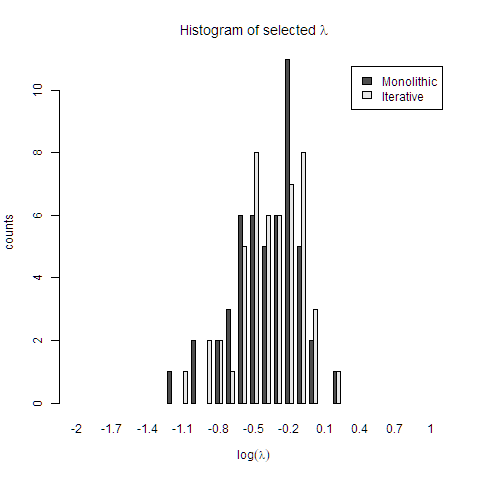 Histogram of selected λ
Monolithic
Iterative
counts
10
8
6
4
2
0
-2 -1.7 -1.4 -1.1 -0.8 -0.5 -0.2 0.1 0.4 0.7 1
log(λ)